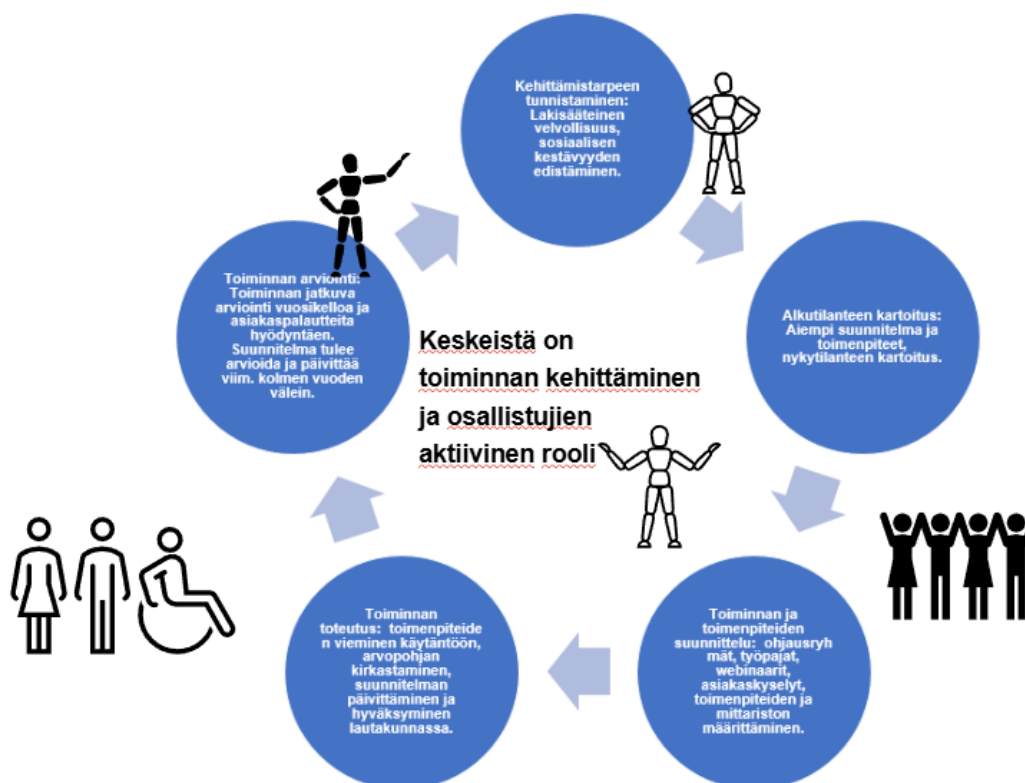 Kehittämistarpeen
tunnistaminen:
Lakisääteinen
velvollisuus,
sosiaalisen
kestävyyden
edistäminen.
Alkutilanteen kartoitus:
Aiempi suunnitelma ja
toimenpiteet,
nykytilanteen kartoitus.
Toiminnan ja
toimenpiteiden
suunnittelu: ohjausryh
mät, työpajat,
webinaarit,
asiakaskyselyt,
toimenpiteiden ja
mittariston
määrittäminen.
Toiminnan
toteutus: toimenpiteide
n vieminen käytäntöön,
arvopohjan
kirkastaminen,
suunnitelman
päivittäminen ja
hyväksyminen
lautakunnassa.
Toiminnan arviointi:
Toiminnan jatkuva
arviointi vuosikelloa ja
asiakaspalautteita
hyödyntäen.
Suunnitelma tulee
arvioida ja päivittää
viim. kolmen vuoden
välein.
Keskeistä on
toiminnan kehittäminen
ja osallistujien
aktiivinen rooli